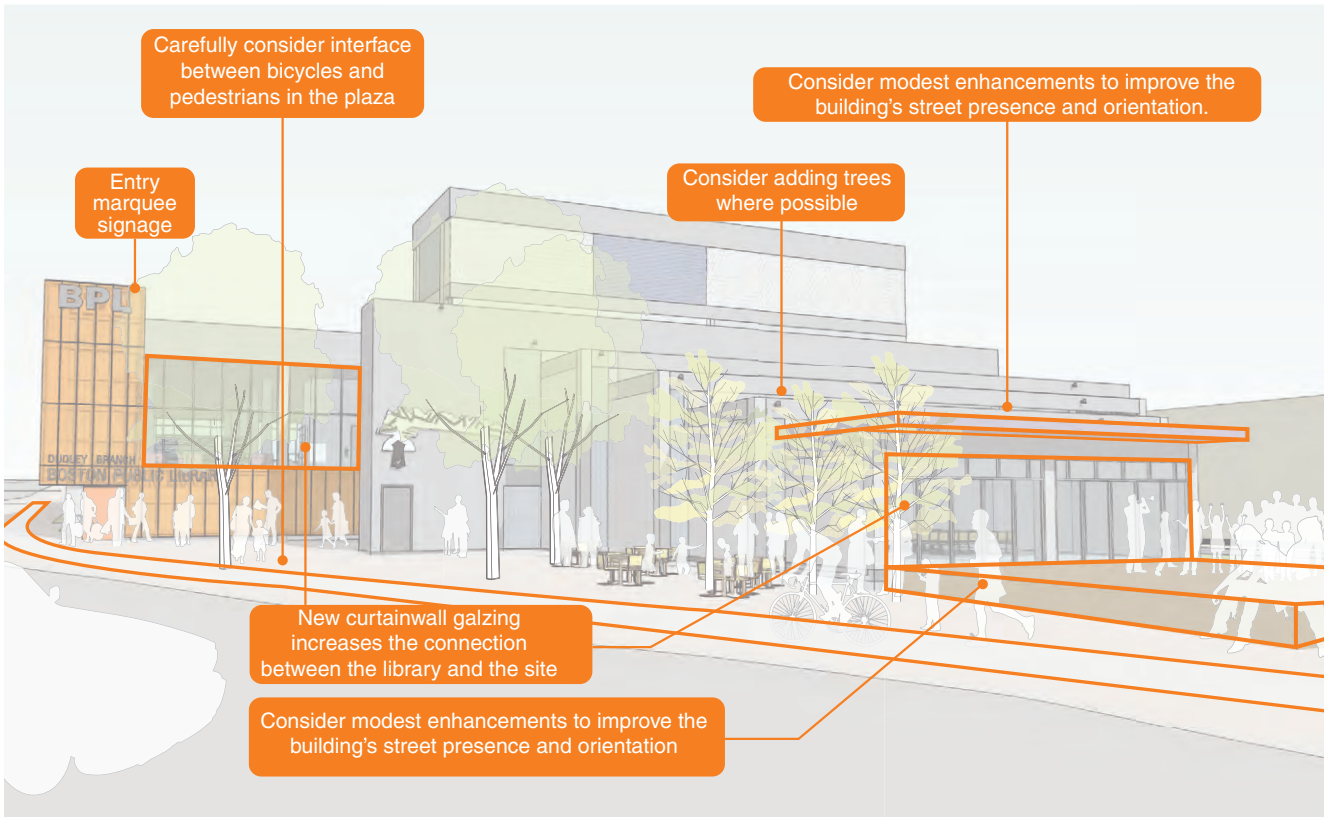 Carefully consider interface
between bicycles and
pedestrians in the plaza
Consider modest enhancements to improve the
building's street presence and orientation.
Entry
marquee
signage
Consider adding trees
where possible
BPL
DUDLEY BRANCH
BOSTON PUBLIC LIBRARY
New curtainwall galzing
increases the connection
between the library and the site
Consider modest enhancements to improve the
building's street presence and orientation